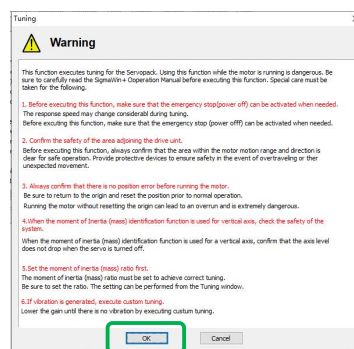 Tuning
Warning
This function executes tuning for the Servopack. Using this function while the motor is running is dangerous. Be
sure to carefully read the SigmaWin+ Opperation Manual before executing this function. Special care must be
taken for the following.
1. Before executing this function, make sure that the emergency stop(power off) can be activated when needed.
The response speed may change considerabl during tuning.
Before excuting this function, make sure that the emergency stop (power offf) can be activated when needed.
2. Confirm the safety of the area adjoining the drive uint.
Before executing this function, always confirm that the area within the motor motion range and direction is
clear for safe operation. Provide protective devices to ensure safety in the event of overtraveling or ther
unexpected movement.
3. Always confirm that there is no position error before running the motor.
Be sure to return to the origin and reset the position prior to normal operation.
Running the motor without resetting the origin can lead to an overrun and is extremely dangerous.
4.When the moment of Inertia (mass) identification function is used for vertical axis, check the safety of the
system.
When the moment of inertia (mass) identification function is used for a vertical axis, confirm that the axis level
does not drop when the servo is turned off.
5.Set the moment of inertia (mass) ratio first.
The moment of inertia (mass) ratio must be set to achieve correct tuning.
Be sure to set the ratio. The setting can be performed from the Tuning window.
6.If vibration is generated, execute custom tuning.
Lower the gain until there is no vibration by executing custom tuning.
OK
Cancel